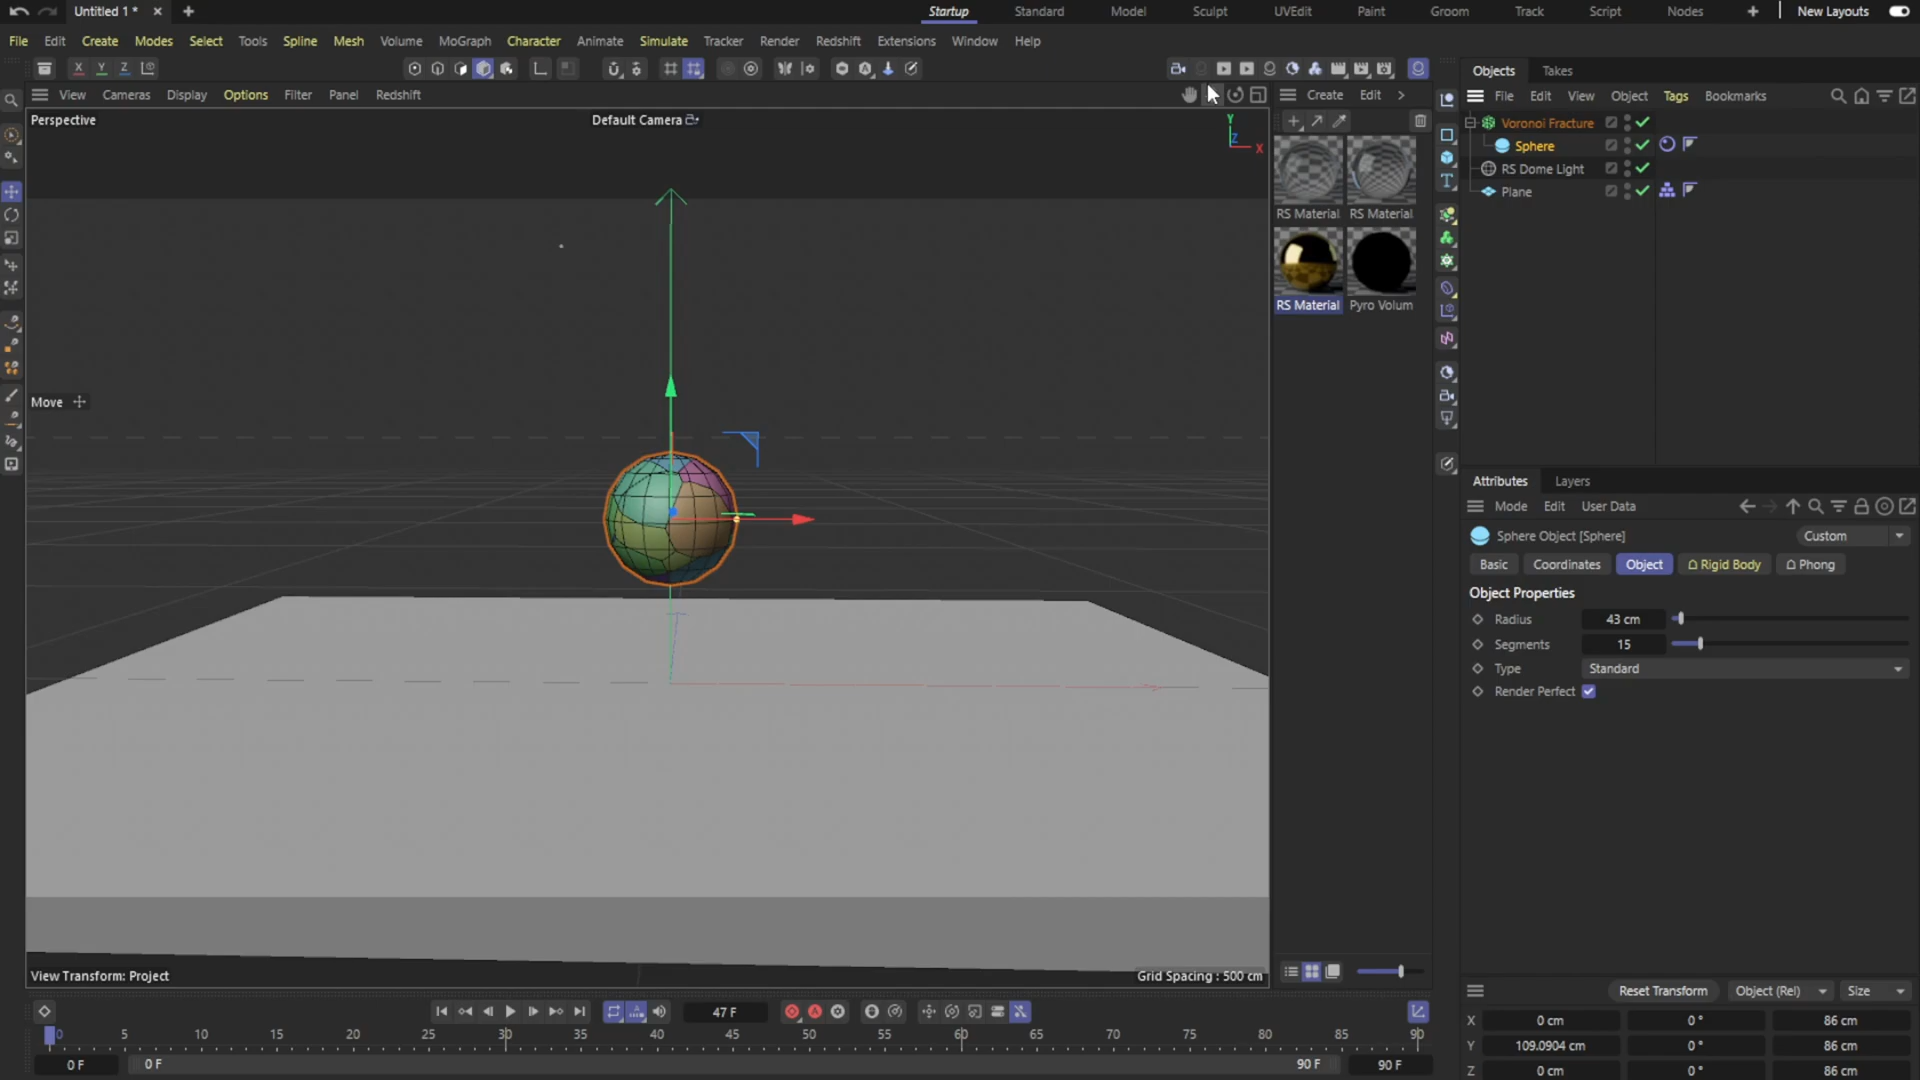 Untitled 1 *
Startup
Standard
Model
Sculpt
UVEdit
Paint
Groom
Track
Script
Nodes
New Layouts
File Edit Create Modes Select Tools Spline Mesh Volume MoGraph Character Animate Simulate Tracker Render Redshift Extensions Window Help
X Y Z
View Cameras Display Options Filter Panel Redshift
Create Edit
Objects Takes
File Edit View Object Tags Bookmarks
Perspective
Default Camera
Y
Z
X
Voronoi Fracture
Sphere
RS Dome Light
Plane
RS Material
RS Material
RS Material
Pyro Volum
Move
Attributes Layers
Mode Edit User Data
Sphere Object [Sphere]
Custom
Basic Coordinates Object Rigid Body Phong
Object Properties
Radius 43 cm
Segments 15
Type Standard
Render Perfect
View Transform: Project
Grid Spacing : 500 cm
47 F
0 5 10 15 20 25 30 35 40 45 50 55 60 65 70 75 80 85 90
0 F 0 F 90 F 90 F
Reset Transform Object (Rel) Size
X 0 cm 0 ° 86 cm
Y 109.0904 cm 0 ° 86 cm
Z 0 cm 0 ° 86 cm